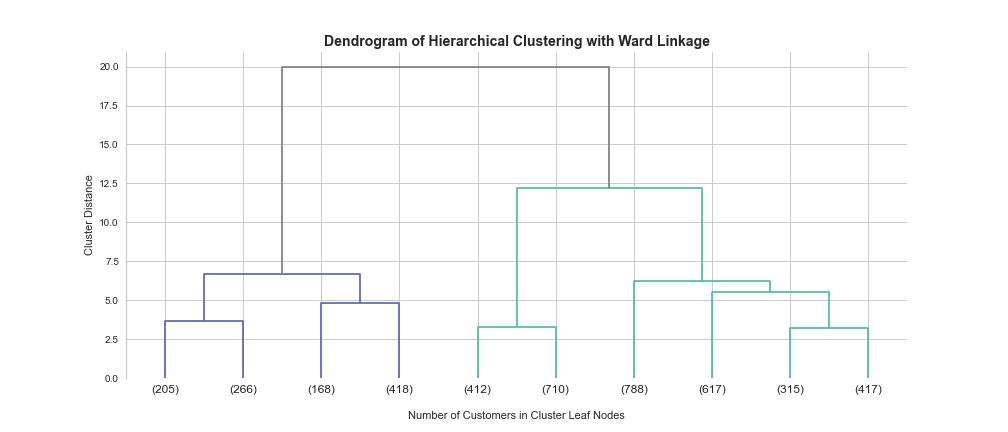 Dendrogram of Hierarchical Clustering with Ward Linkage
Cluster Distance
20.0
17.5
15.0
12.5
10.0
7.5
5.0
2.5
0.0
(205) (266) (168) (418) (412) (710) (788) (617) (315) (417)
Number of Customers in Cluster Leaf Nodes